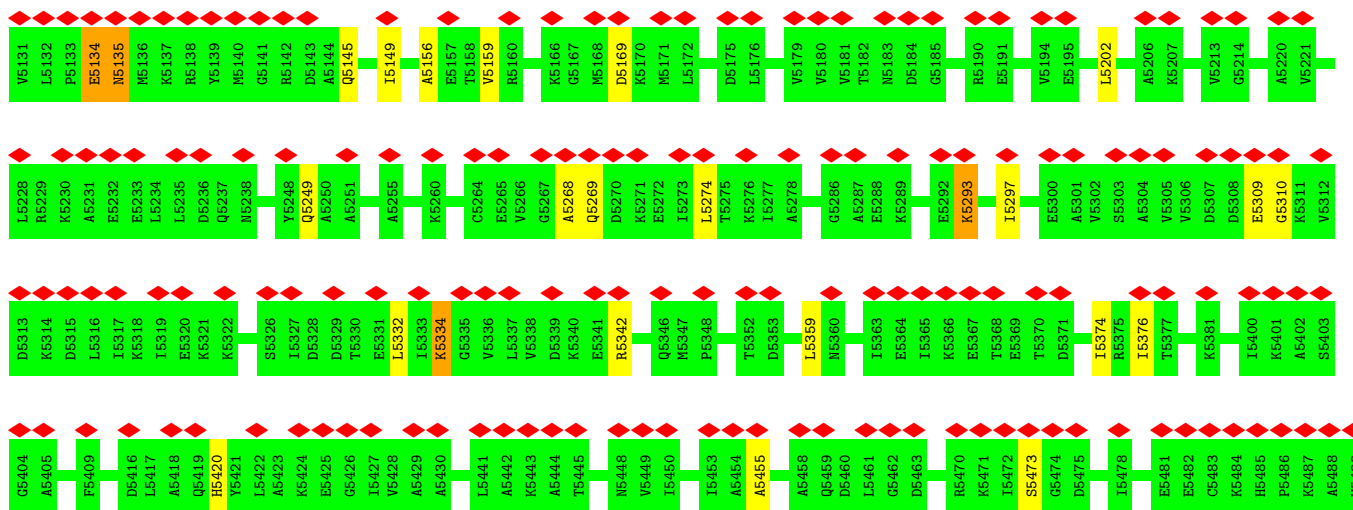 V5131 L5132 P5133 E5134 N5135 M5136 K5137 R5138 Y5139 M5140 G5141 R5142 D5143 A5144 Q5145 I5149 A5156 E5157 T5158 V5159 R5160 K5166 G5167 M5168 D5169 K5170 M5171 L5172 D5175 L5176 V5179 V5180 V5181 T5182 N5183 D5184 G5185 R5190 E5191 V5194 E5195 L5202 A5206 K5207 V5213 G5214 A5220 V5221
L5228 R5229 K5230 A5231 E5232 E5233 L5234 L5235 D5236 Q5237 N5238 Y5248 Q5249 A5250 A5251 A5255 K5260 C5264 E5265 V5266 G5267 A5268 Q5269 D5270 K5271 E5272 I5273 L5274 T5275 K5276 I5277 A5278 G5286 A5287 E5288 K5289 E5292 K5293 I5297 E5300 A5301 V5302 S5303 A5304 V5305 V5306 D5307 D5308 E5309 G5310 K5311 V5312
D5313 K5314 D5315 L5316 I5317 K5318 I5319 E5320 K5321 K5322 S5326 I5327 D5328 D5329 T5330 E5331 L5332 I5333 K5334 G5335 V5336 L5337 V5338 D5339 K5340 E5341 R5342 Q5346 M5347 P5348 T5352 D5353 L5359 N5360 I5363 E5364 I5365 K5366 E5367 T5368 E5369 T5370 D5371 I5374 R5375 I5376 T5377 K5381 I5400 K5401 A5402 S5403
G5404 A5405 F5409 D5416 L5417 A5418 Q5419 H5420 Y5421 L5422 A5423 K5424 E5425 G5426 I5427 V5428 A5429 A5430 L5441 A5442 K5443 A5444 T5445 N5448 V5449 I5450 I5453 A5454 A5455 A5458 Q5459 D5460 L5461 G5462 D5463 R5470 K5471 I5472 S5473 G5474 D5475 I5478 E5481 E5482 C5483 K5484 H5485 P5486 K5487 A5488